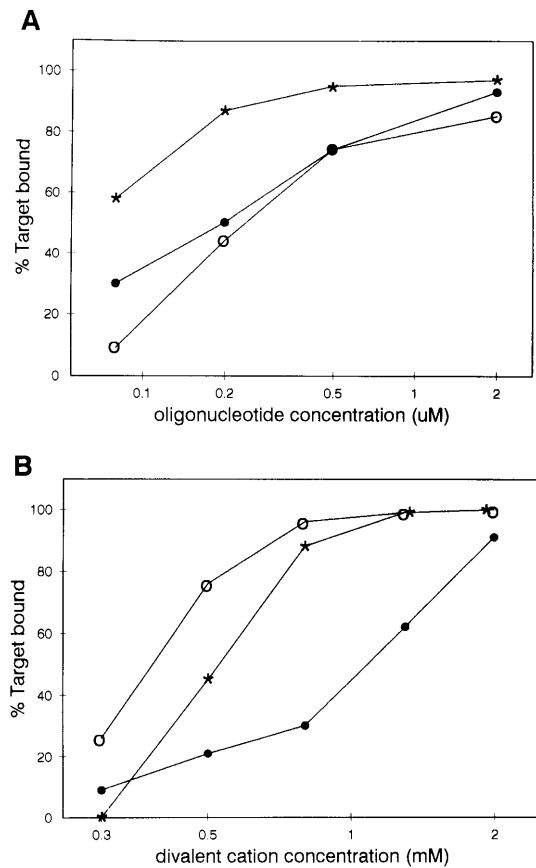 A
100
80
60
40
20
0
% Target bound
0.1 0.2 0.5 1 2
oligonucleotide concentration (uM)
B
100
80
60
40
20
0
% Target bound
0.3 0.5 1 2
divalent cation concentration (mM)